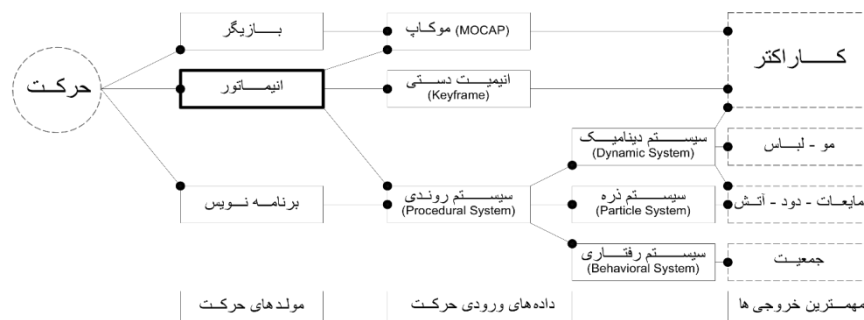 حرکت
بازیگر
انیماتور
برنامه نویس
موکاپ (MOCAP)
انیمیت دستی
(Keyframe)
سیستم روندی
(Procedural System)
سیستم دینامیک
(Dynamic System)
سیستم ذره
(Particle System)
سیستم رفتاری
(Behavioral System)
کاراکتر
مو - لباس
مایعات - دود - آتش
جمعیت
مولدهای حرکت
داده‌های ورودی حرکت
مهمترین خروجی ها